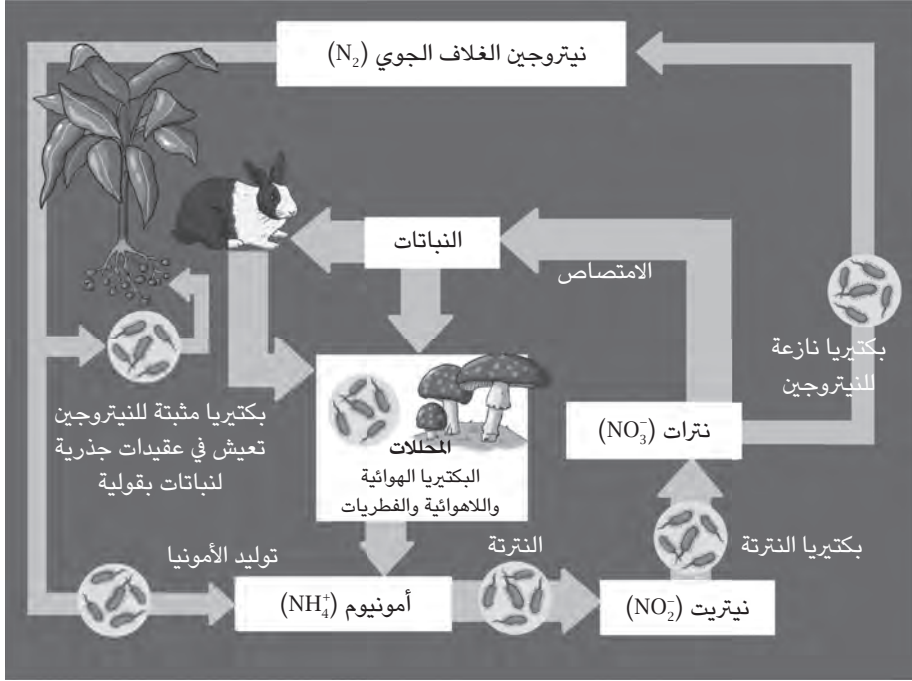 نيتروجين الغلاف الجوي (N₂)
النباتات
الامتصاص
بكتيريا نازعة
للنيتروجين
بكتيريا مثبتة للنيتروجين
تعيش في عقيدات جذرية
لنباتات بقولية
المحللات
البكتيريا الهوائية
واللاهوائية والفطريات
نترات (NO₃⁻)
توليد الأمونيا
النترتة
بكتيريا النترتة
أمونيوم (NH₄⁺)
نيتريت (NO₂⁻)